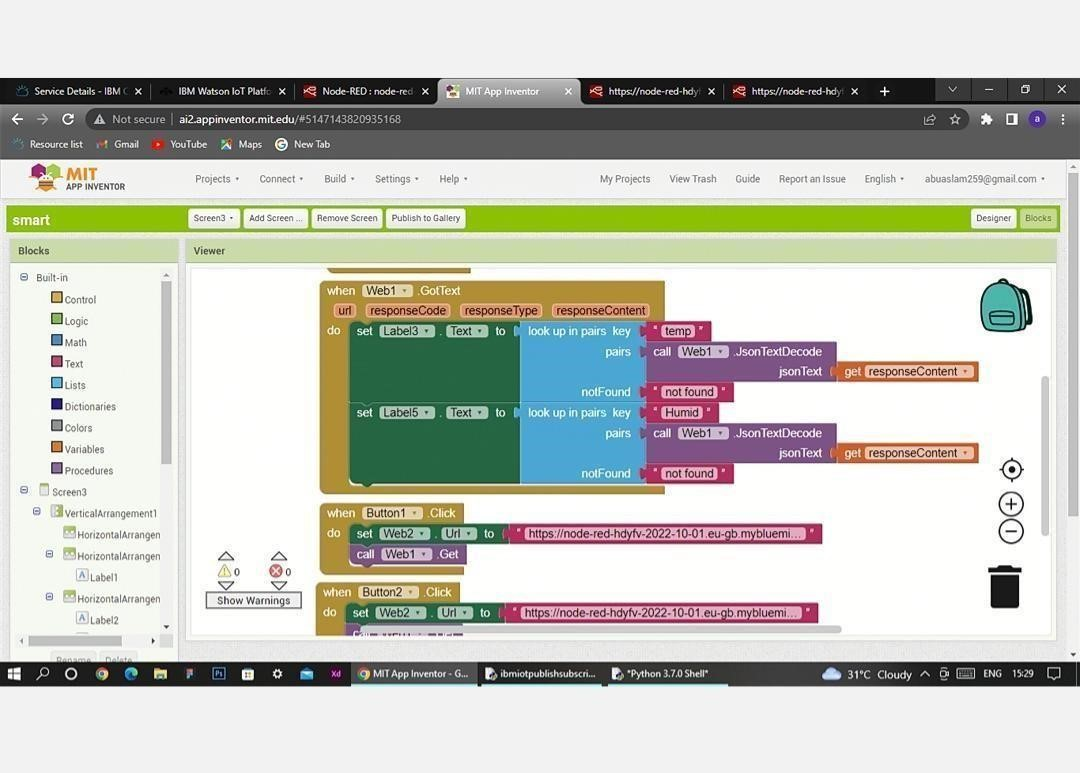 Service Details - IBM C
IBM Watson IoT Platfo
Node-RED : node-red
MIT App Inventor
https://node-red-hdy
https://node-red-hdy
Not secure | ai2.appinventor.mit.edu/#5147143820935168
a
Resource list
Gmail
YouTube
Maps
New Tab
MIT
APP INVENTOR
Projects
Connect
Build
Settings
Help
My Projects
View Trash
Guide
Report an Issue
English
abuaslam259@gmail.com
smart
Screen3
Add Screen ...
Remove Screen
Publish to Gallery
Designer
Blocks
Blocks
Viewer
Built-in
Control
Logic
Math
Text
Lists
Dictionaries
Colors
Variables
Procedures
Screen3
VerticalArrangement1
HorizontalArrangen
HorizontalArrangen
A Label1
HorizontalArrangen
A Label2
Rename
Delete
when Web1 .GotText
url responseCode responseType responseContent
do set Label3 . Text to look up in pairs key " temp "
pairs call Web1 .JsonTextDecode
jsonText get responseContent
notFound " not found "
set Label5 . Text to look up in pairs key " Humid "
pairs call Web1 .JsonTextDecode
jsonText get responseContent
notFound " not found "
when Button1 .Click
do set Web2 . Url to " https://node-red-hdyfv-2022-10-01.eu-gb.mybluemi... "
call Web1 .Get
when Button2 .Click
do set Web2 . Url to " https://node-red-hdyfv-2022-10-01.eu-gb.mybluemi... "
0
0
Show Warnings
Ps
Xd
MIT App Inventor - G...
ibmiotpublishsubscri...
*Python 3.7.0 Shell*
31°C Cloudy
ENG
15:29